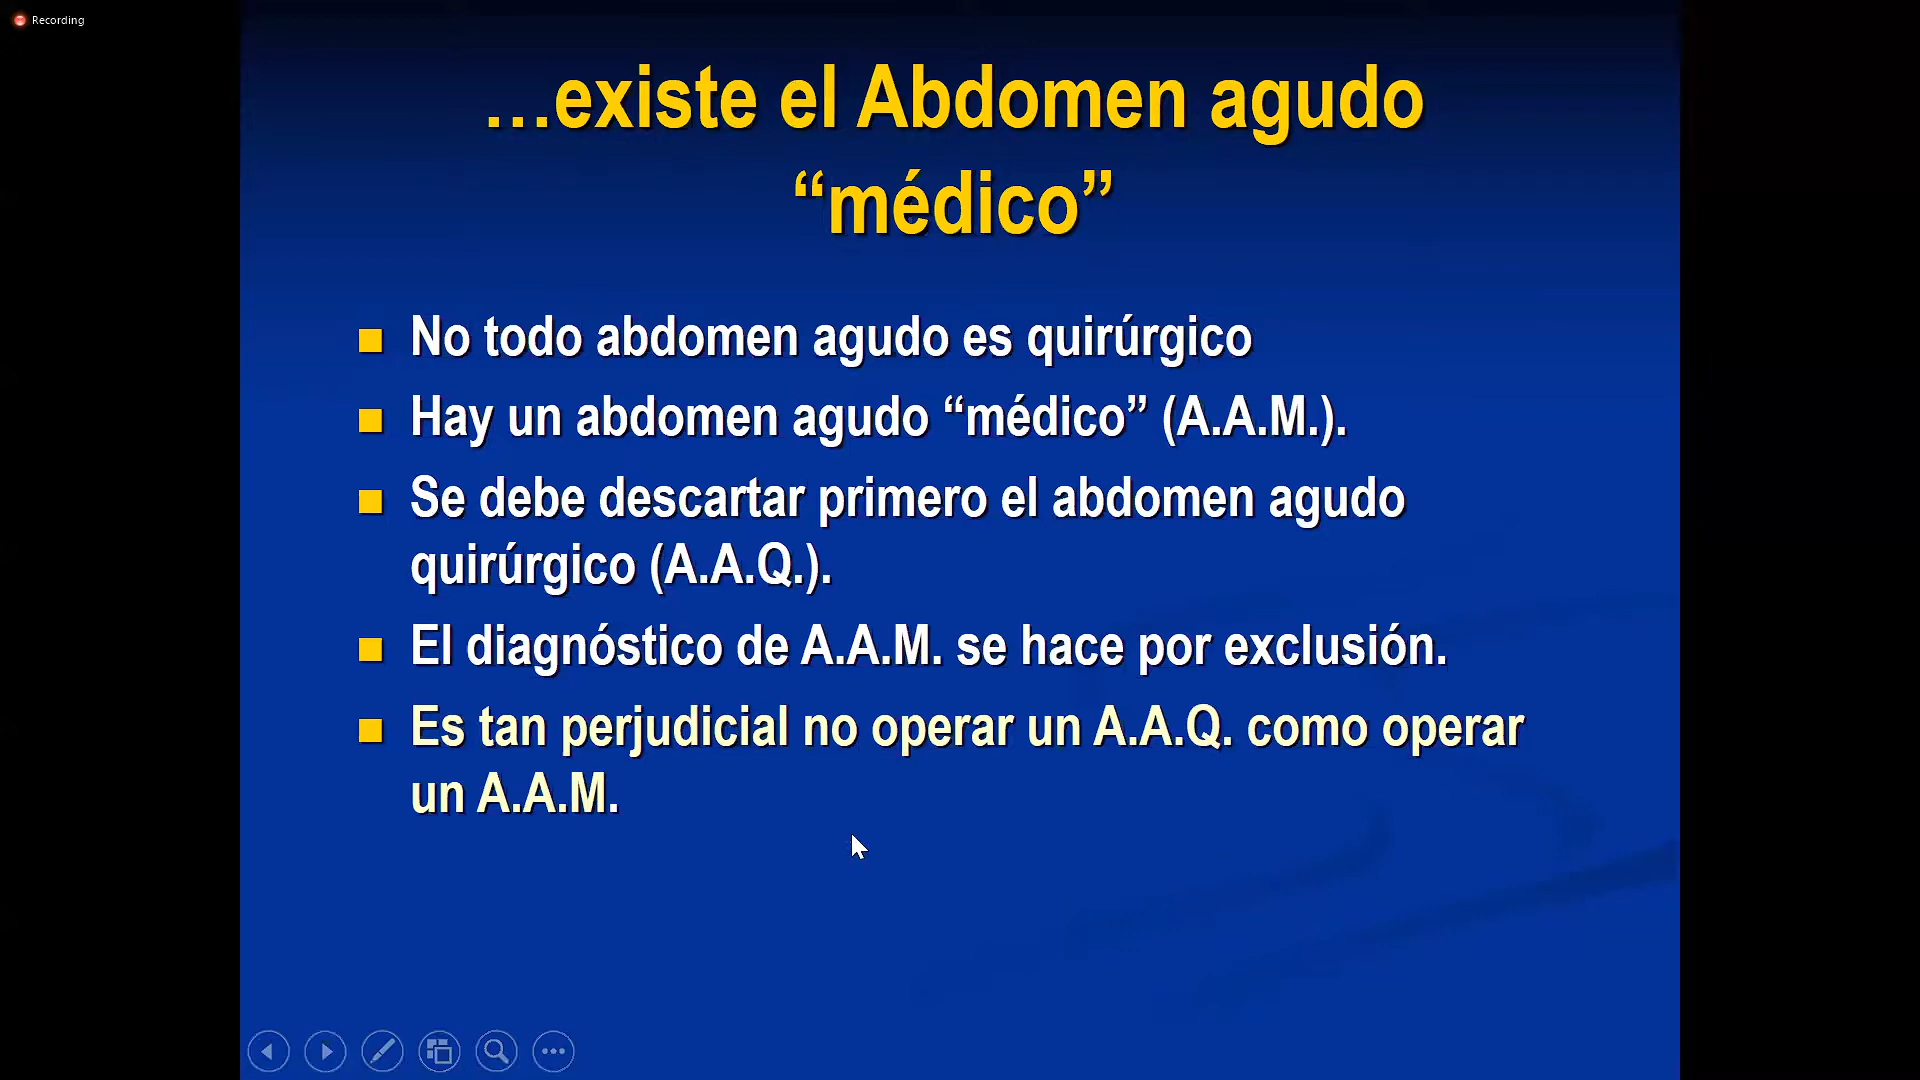 Recording
…existe el Abdomen agudo
“médico”
No todo abdomen agudo es quirúrgico
Hay un abdomen agudo “médico” (A.A.M.).
Se debe descartar primero el abdomen agudo
quirúrgico (A.A.Q.).
El diagnóstico de A.A.M. se hace por exclusión.
Es tan perjudicial no operar un A.A.Q. como operar
un A.A.M.